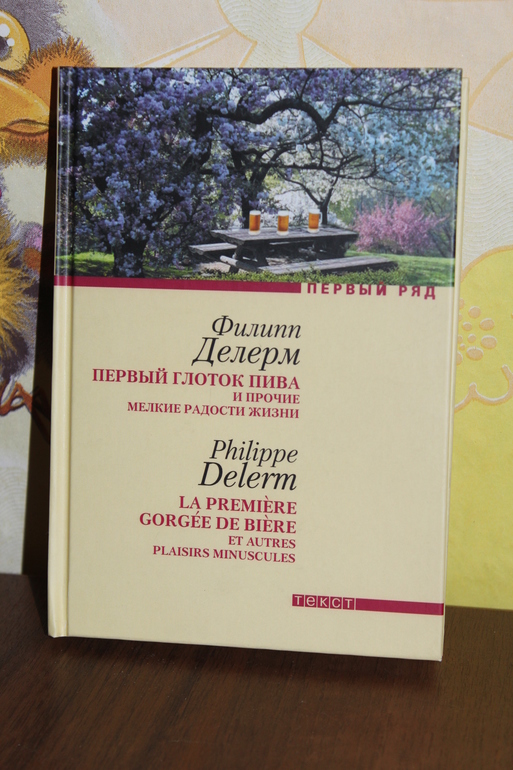 ПЕРВЫЙ РЯД
Филипп
Делерм
ПЕРВЫЙ ГЛОТОК ПИВА
И ПРОЧИЕ
МЕЛКИЕ РАДОСТИ ЖИЗНИ
Philippe
Delerm
LA PREMIÈRE
GORGÉE DE BIÈRE
ET AUTRES
PLAISIRS MINUSCULES
текст